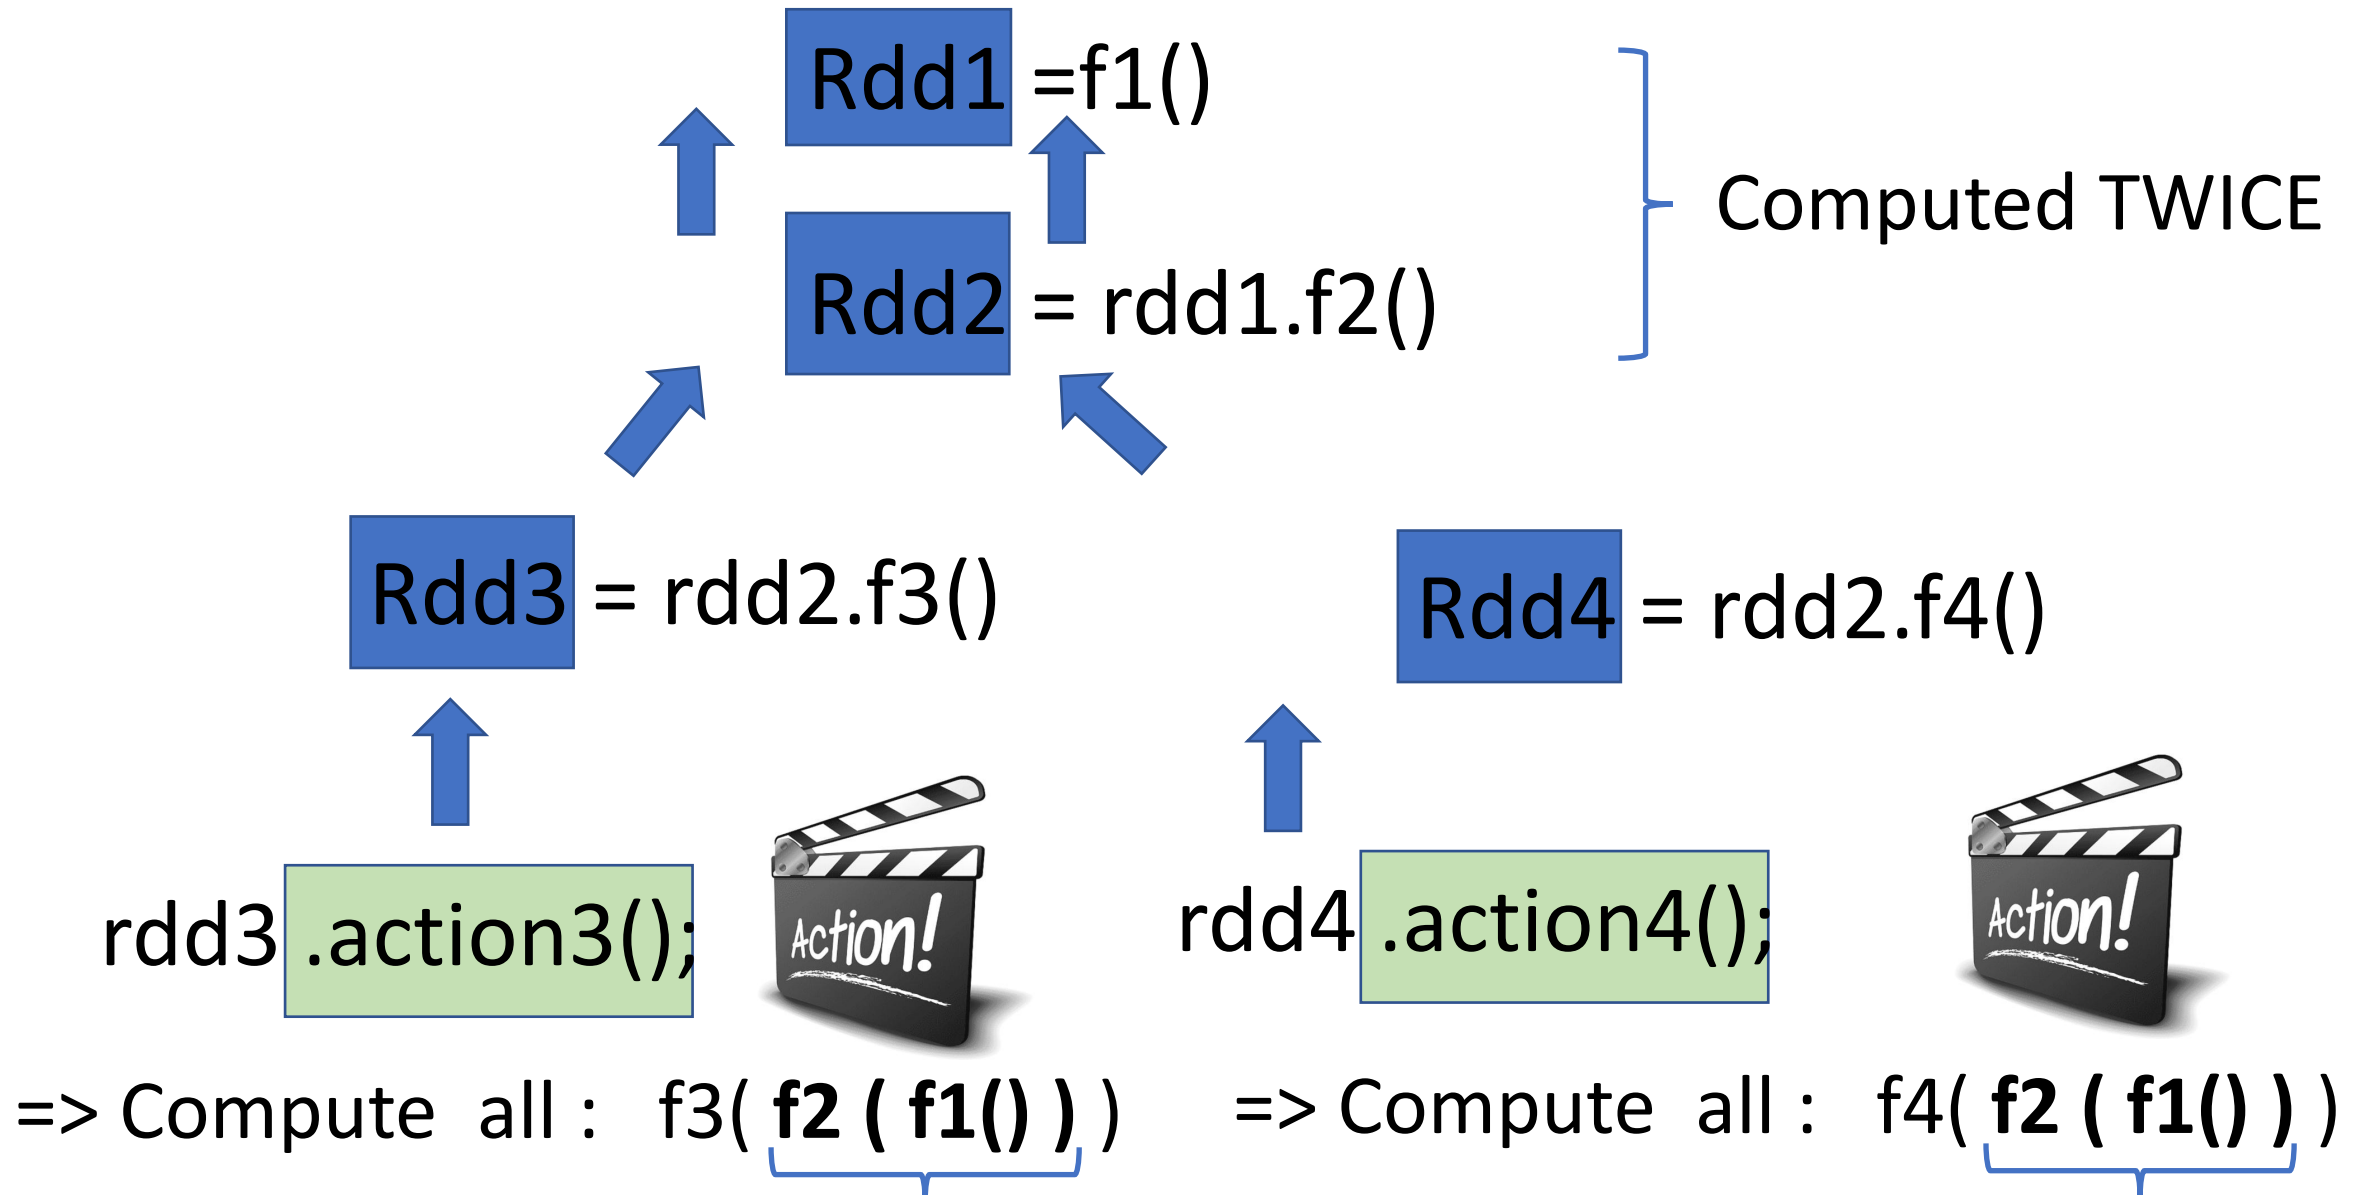 Rdd1 =f1()
Computed TWICE
Rdd2 = rdd1.f2()
Rdd3 = rdd2.f3()
Rdd4 = rdd2.f4()
rdd3 .action3();
Action!
rdd4 .action4();
Action!
=> Compute all : f3( f2 ( f1() ) )
=> Compute all : f4( f2 ( f1() ) )